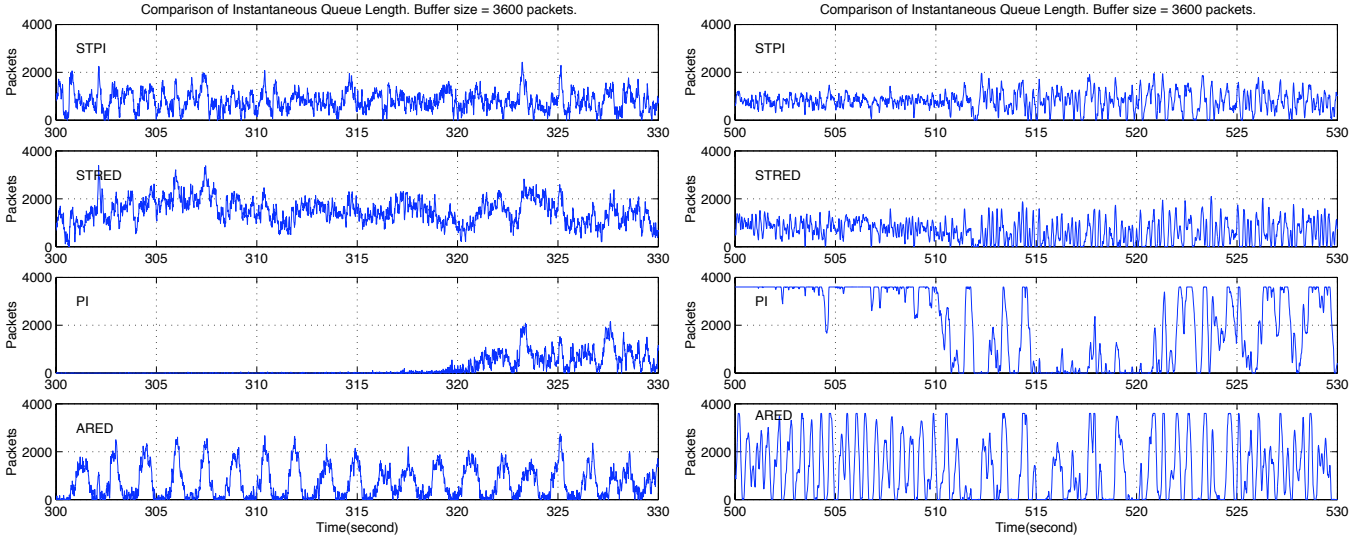 Comparison of Instantaneous Queue Length. Buffer size = 3600 packets.
4000
2000
0
Packets
STPI
300 305 310 315 320 325 330
4000
2000
0
Packets
STRED
300 305 310 315 320 325 330
4000
2000
0
Packets
PI
300 305 310 315 320 325 330
4000
2000
0
Packets
ARED
300 305 310 315 320 325 330
Time(second)
Comparison of Instantaneous Queue Length. Buffer size = 3600 packets.
4000
2000
0
Packets
STPI
500 505 510 515 520 525 530
4000
2000
0
Packets
STRED
500 505 510 515 520 525 530
4000
2000
0
Packets
PI
500 505 510 515 520 525 530
4000
2000
0
Packets
ARED
500 505 510 515 520 525 530
Time(second)